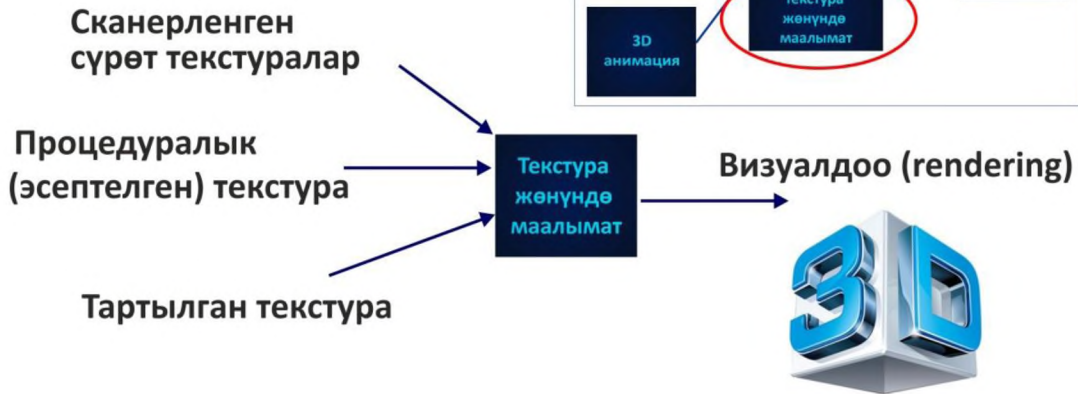 Сканерленген
сүрөт текстуралар
3D
анимация
текстура
жөнүндө
маалымат
Процедуралык
(эсептелген) текстура
Текстура
жөнүндө
маалымат
Визуалдоо (rendering)
Тартылган текстура
3D